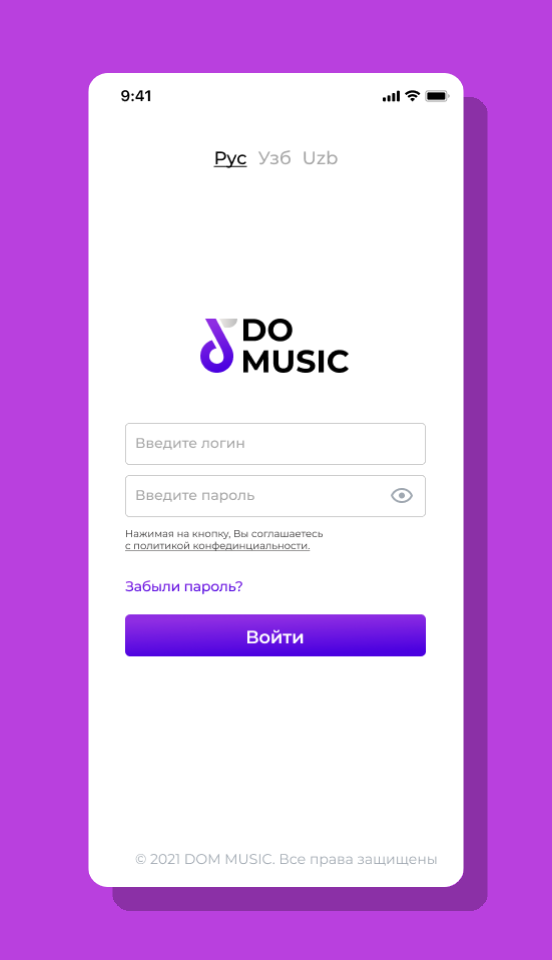 9:41
Рус Узб Uzb
DO
MUSIC
Введите логин
Введите пароль
Нажимая на кнопку, Вы соглашаетесь
с политикой конфединциальности.
Забыли пароль?
Войти
© 2021 DOM MUSIC. Все права защищены